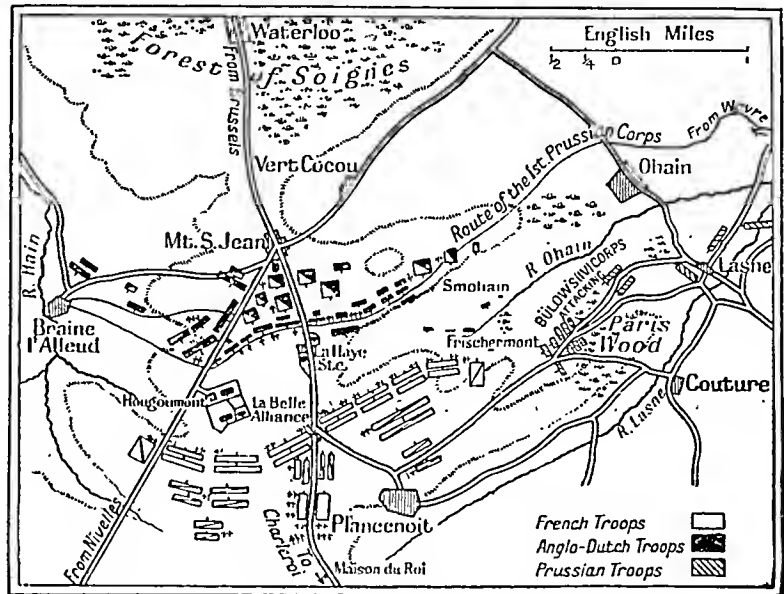 Waterloo
English Miles
½ ¼ 0
Forest of Soignes
From Brussels
From Wavre
Vert Cocou
Route of the 1st. Prussian Corps
Ohain
Mt. S. Jean
R. Hain
R. Ohain
Smohain
Lasne
BÜLOW'S (IV) CORPS
ATTACKING
Braine
l'Alleud
La Haye
Ste.
Frischermont
Paris
Wood
Hougoumont
La Belle
Alliance
Couture
R. Lasne
From Nivelles
Plancenoit
To
Charleroi
Maison du Roi
French Troops
Anglo-Dutch Troops
Prussian Troops